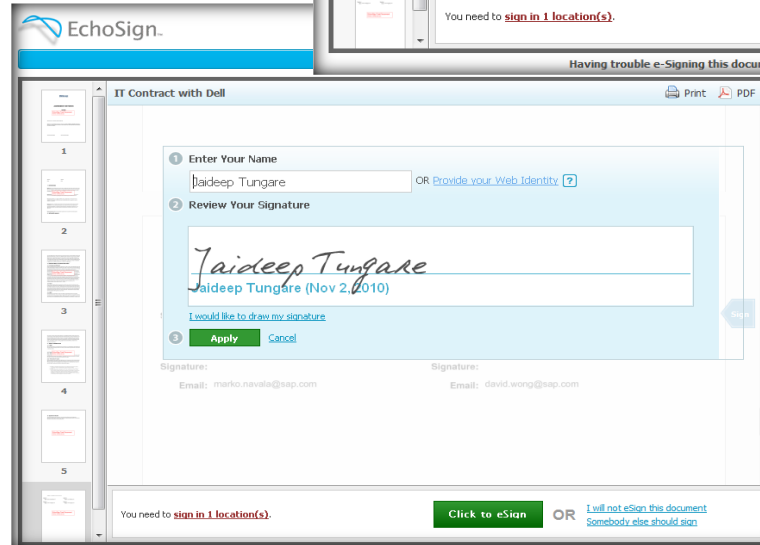 You need to sign in 1 location(s).
EchoSign
Having trouble e-Signing this docu
IT Contract with Dell
Print PDF
1 Enter Your Name
Jaideep Tungare OR Provide your Web Identity ?
2 Review Your Signature
Jaideep Tungare
Jaideep Tungare (Nov 2, 2010)
I would like to draw my signature
Sign
3 Apply Cancel
Signature: Signature:
Email: marko.navala@sap.com Email: david.wong@sap.com
1
2
3
4
5
You need to sign in 1 location(s). Click to eSign OR I will not eSign this document
Somebody else should sign